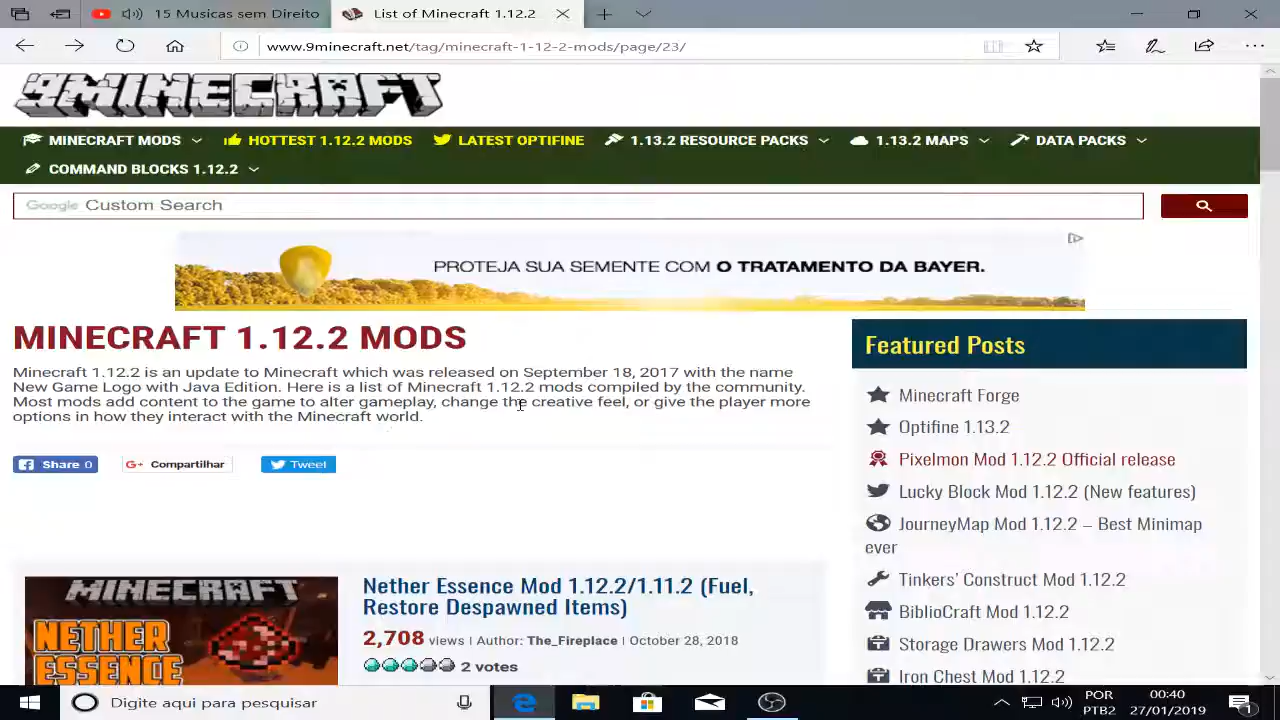 15 Musicas sem Direito
List of Minecraft 1.12.2
www.9minecraft.net/tag/minecraft-1-12-2-mods/page/23/
9MINECRAFT
MINECRAFT MODS
HOTTEST 1.12.2 MODS
LATEST OPTIFINE
1.13.2 RESOURCE PACKS
1.13.2 MAPS
DATA PACKS
COMMAND BLOCKS 1.12.2
Google Custom Search
PROTEJA SUA SEMENTE COM O TRATAMENTO DA BAYER.
MINECRAFT 1.12.2 MODS
Minecraft 1.12.2 is an update to Minecraft which was released on September 18, 2017 with the name
New Game Logo with Java Edition. Here is a list of Minecraft 1.12.2 mods compiled by the community.
Most mods add content to the game to alter gameplay, change the creative feel, or give the player more
options in how they interact with the Minecraft world.
Share 0
G+ Compartilhar
Tweet
Featured Posts
Minecraft Forge
Optifine 1.13.2
Pixelmon Mod 1.12.2 Official release
Lucky Block Mod 1.12.2 (New features)
JourneyMap Mod 1.12.2 – Best Minimap
ever
Tinkers' Construct Mod 1.12.2
BiblioCraft Mod 1.12.2
Storage Drawers Mod 1.12.2
Iron Chest Mod 1.12.2
MINECRAFT
NETHER
ESSENCE
Nether Essence Mod 1.12.2/1.11.2 (Fuel,
Restore Despawned Items)
2,708 views | Author: The_Fireplace | October 28, 2018
2 votes
Digite aqui para pesquisar
POR
PTB2
00:40
27/01/2019
1